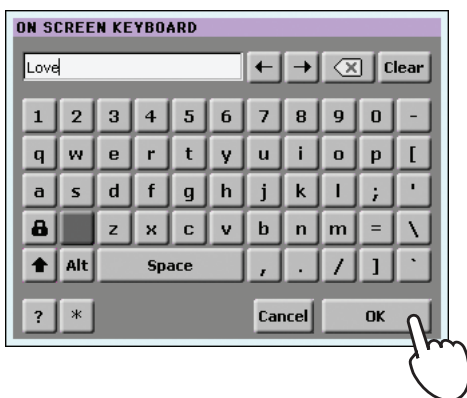 ON SCREEN KEYBOARD
Love
← → Clear
1 2 3 4 5 6 7 8 9 0 -
q w e r t y u i o p [
a s d f g h j k l ; '
z x c v b n m = \
Alt Space , . / ] `
? * Cancel OK